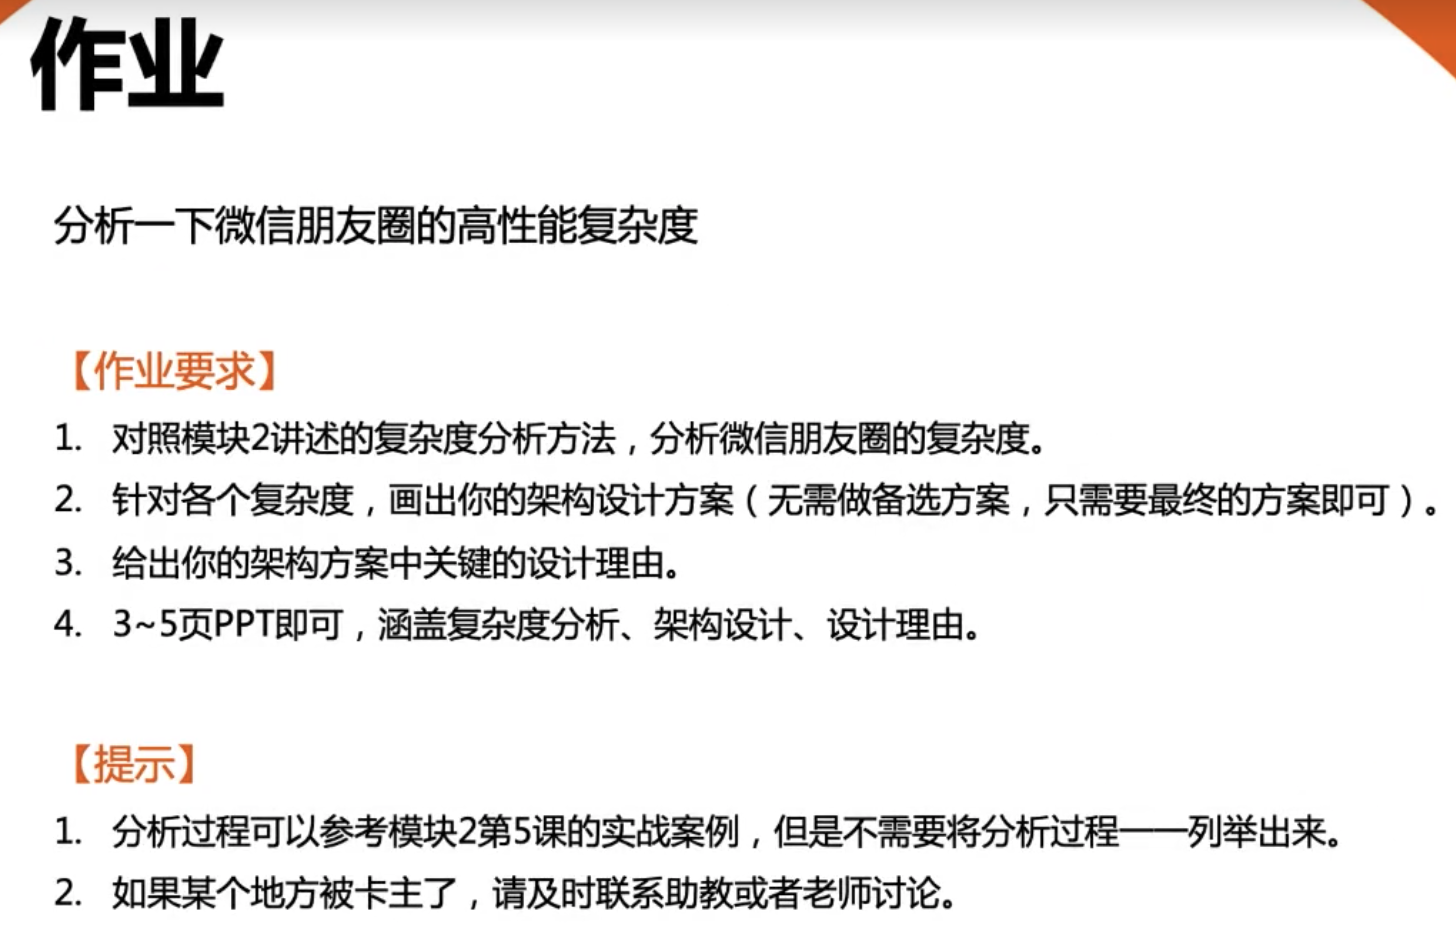 作业
分析一下微信朋友圈的高性能复杂度
【作业要求】
1. 对照模块2讲述的复杂度分析方法，分析微信朋友圈的复杂度。
2. 针对各个复杂度，画出你的架构设计方案（无需做备选方案，只需要最终的方案即可）。
3. 给出你的架构方案中关键的设计理由。
4. 3~5页PPT即可，涵盖复杂度分析、架构设计、设计理由。
【提示】
1. 分析过程可以参考模块2第5课的实战案例，但是不需要将分析过程一一列举出来。
2. 如果某个地方被卡主了，请及时联系助教或者老师讨论。